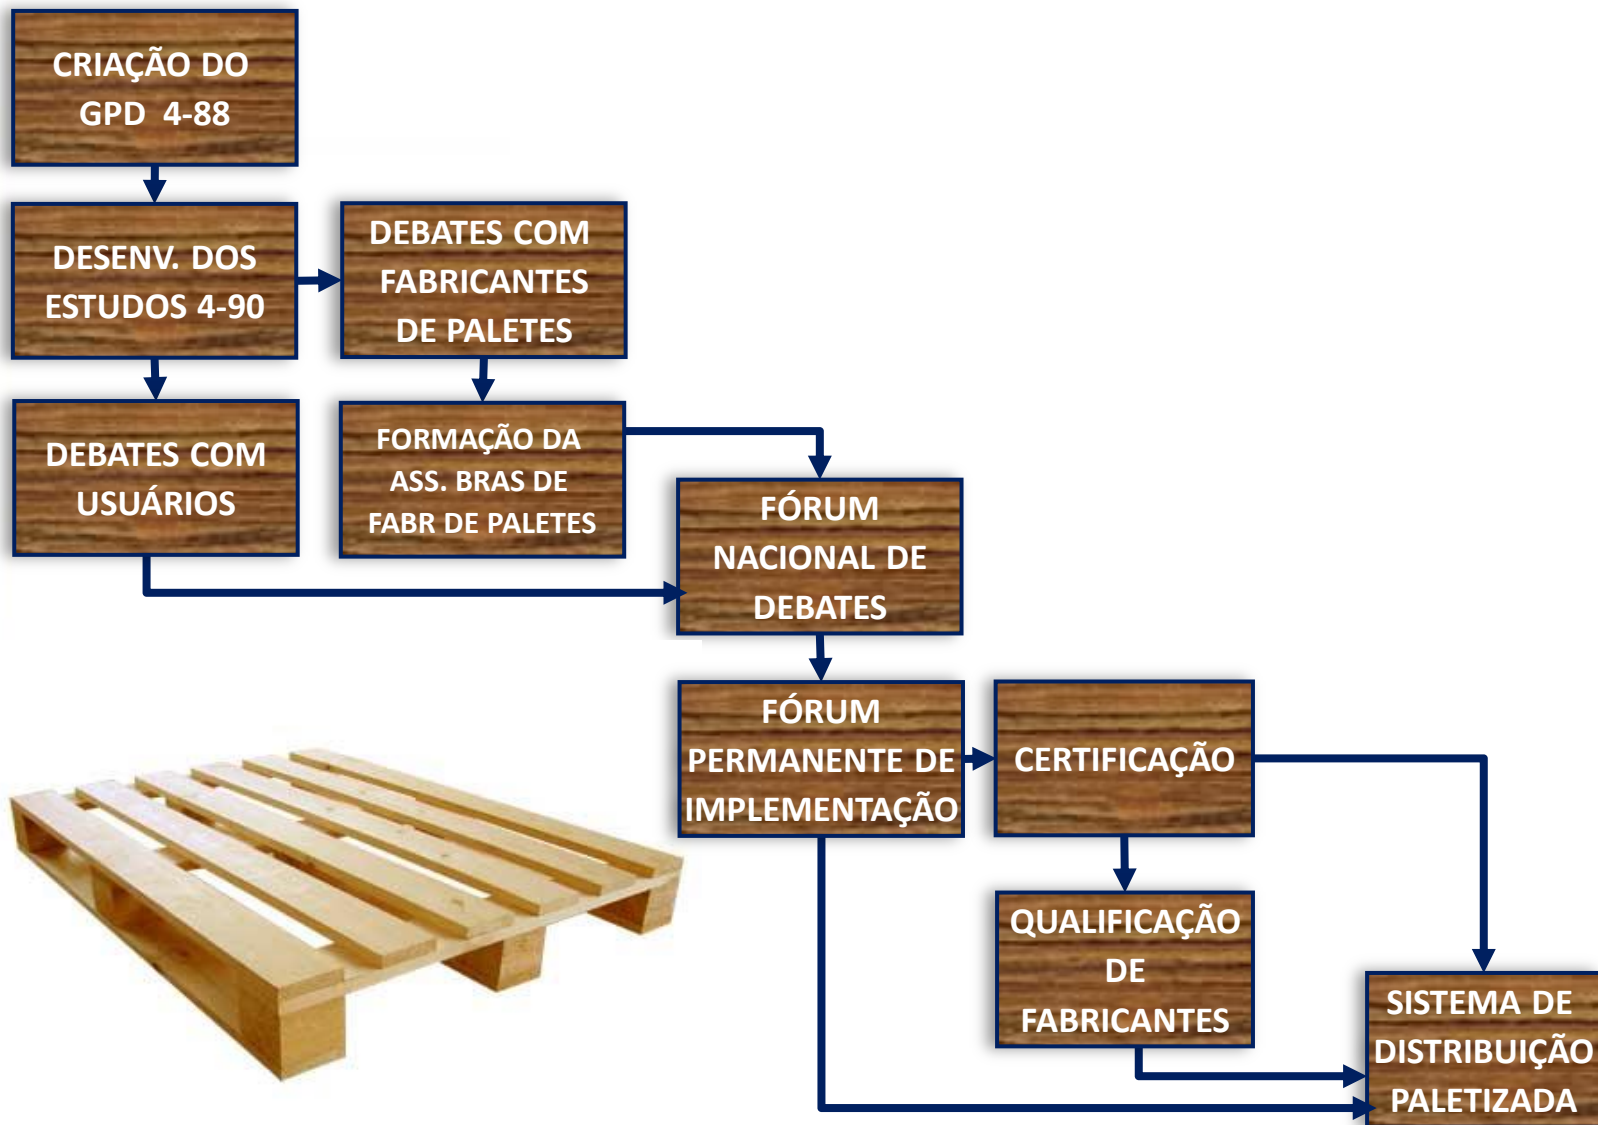 CRIAÇÃO DO
GPD 4-88
DESENV. DOS
ESTUDOS 4-90
DEBATES COM
FABRICANTES
DE PALETES
DEBATES COM
USUÁRIOS
FORMAÇÃO DA
ASS. BRAS DE
FABR DE PALETES
FÓRUM
NACIONAL DE
DEBATES
FÓRUM
PERMANENTE DE
IMPLEMENTAÇÃO
CERTIFICAÇÃO
QUALIFICAÇÃO
DE
FABRICANTES
SISTEMA DE
DISTRIBUIÇÃO
PALETIZADA